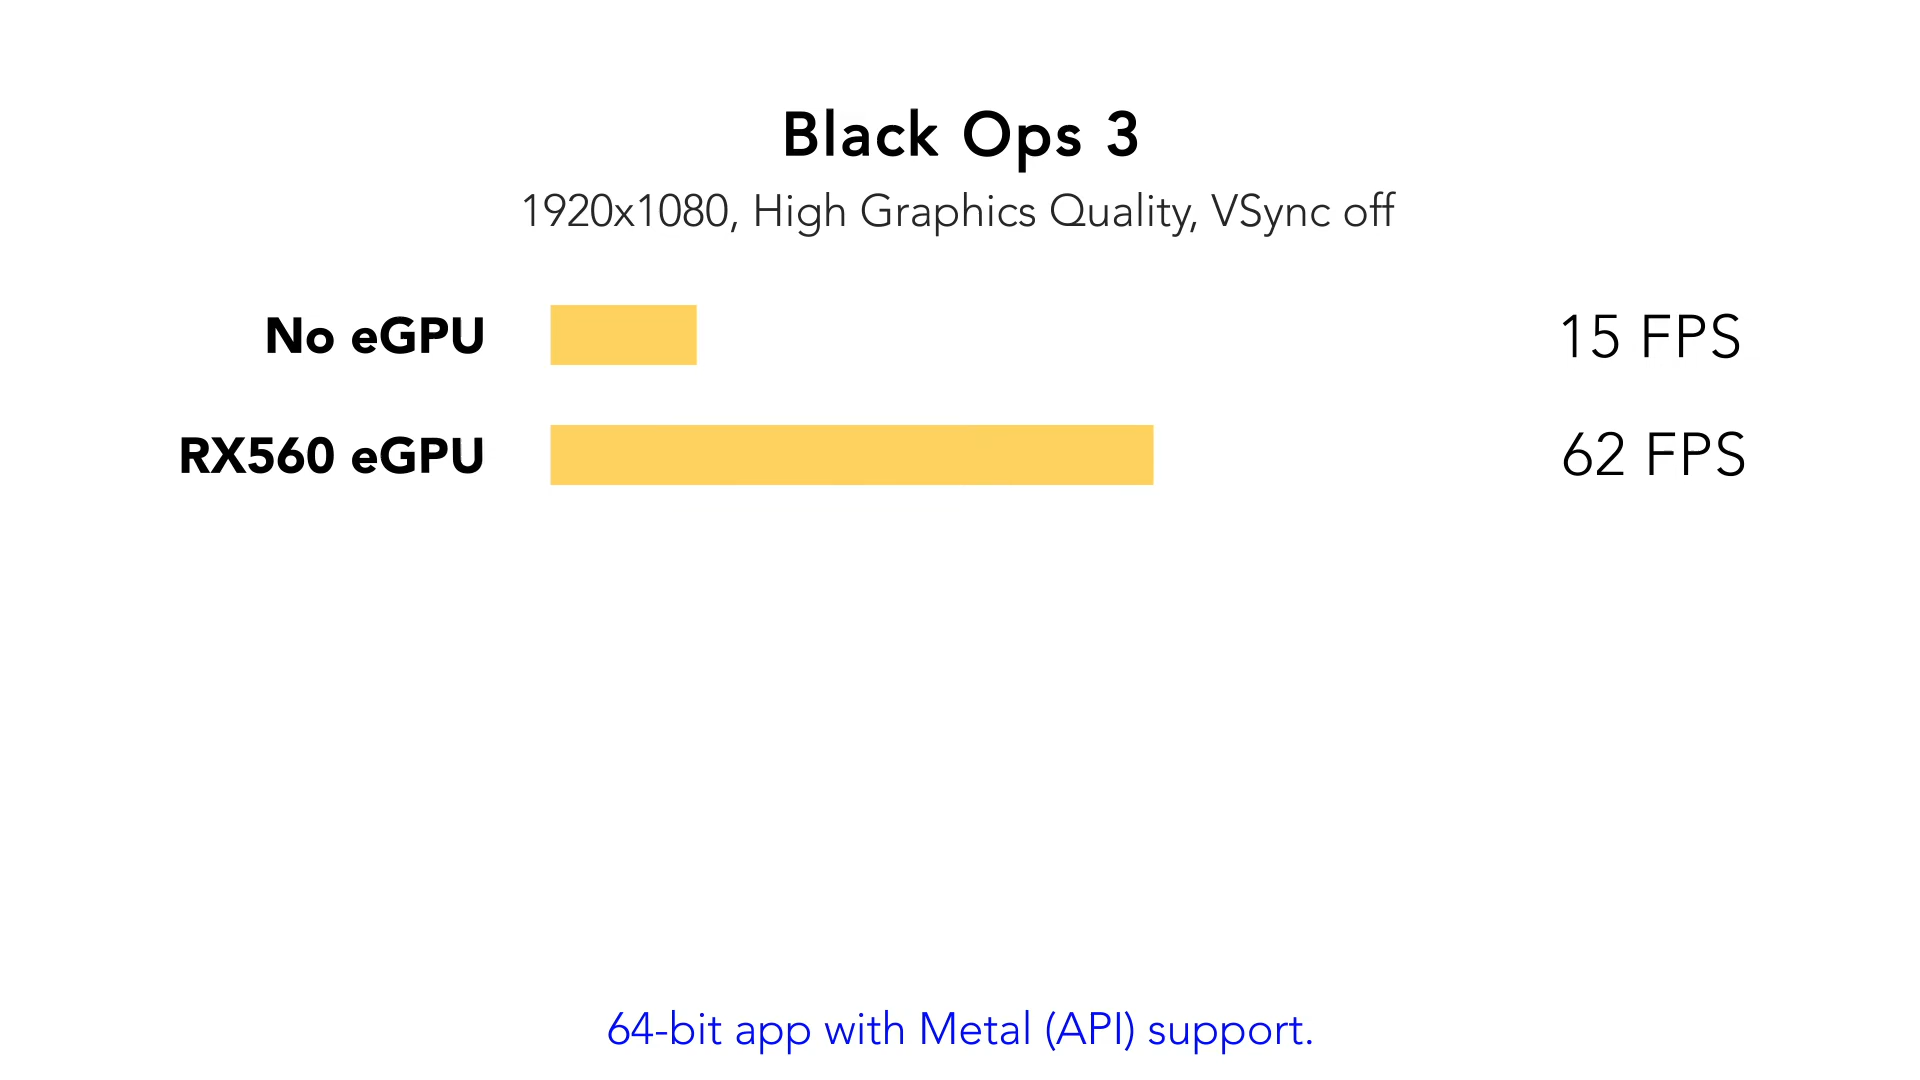 Black Ops 3
1920x1080, High Graphics Quality, VSync off
No eGPU 15 FPS
RX560 eGPU 62 FPS
64-bit app with Metal (API) support.